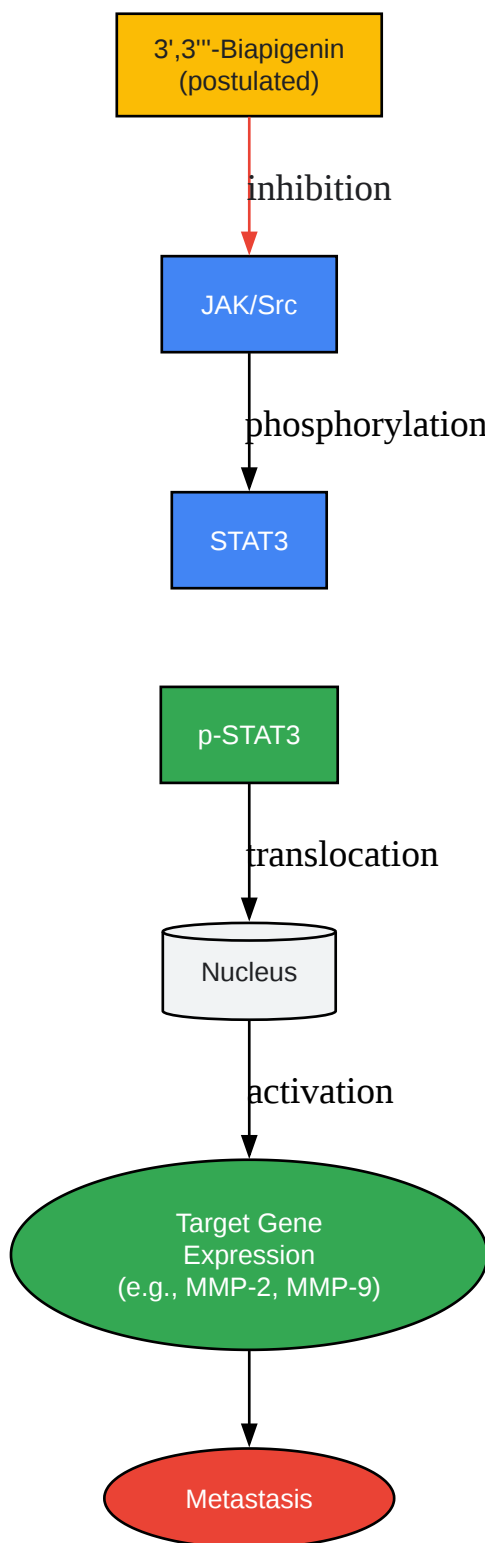 3',3'''-Biapigenin
(postulated)
inhibition
JAK/Src
phosphorylation
STAT3
p-STAT3
translocation
Nucleus
activation
Target Gene
Expression
(e.g., MMP-2, MMP-9)
Metastasis